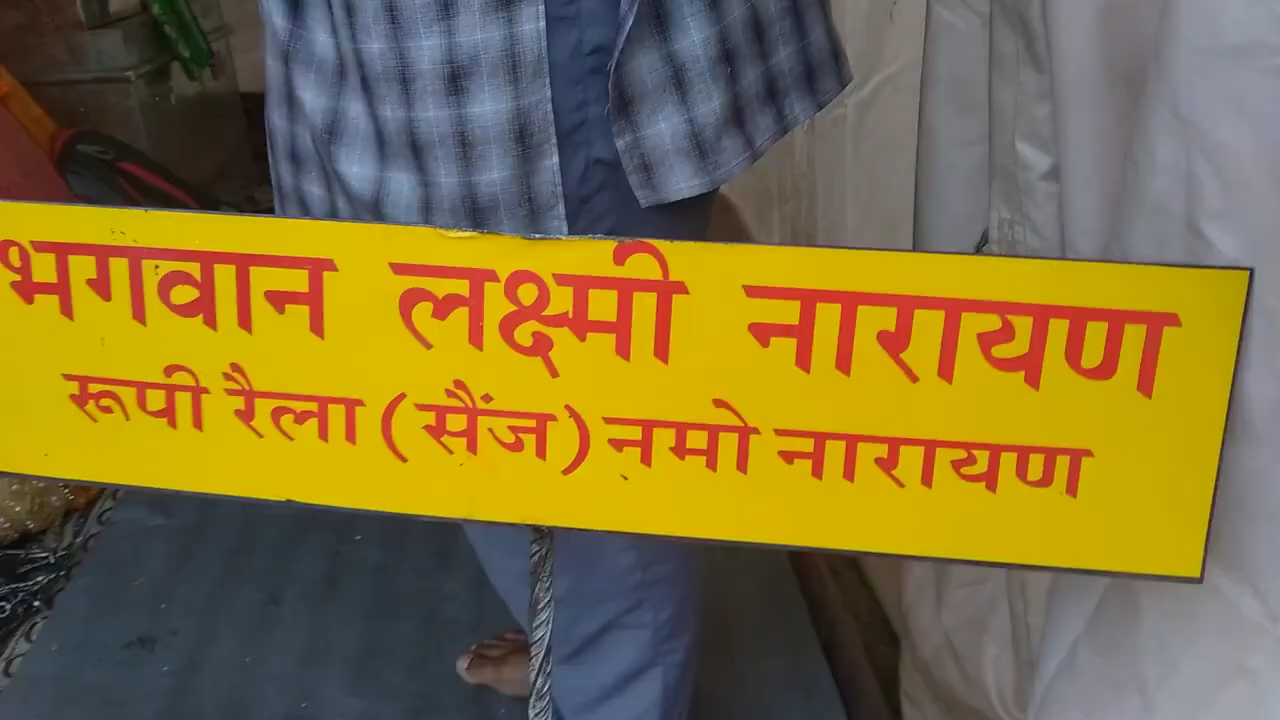 भगवान लक्ष्मी नारायण
रूपी रैला (सैंज) नमो नारायण